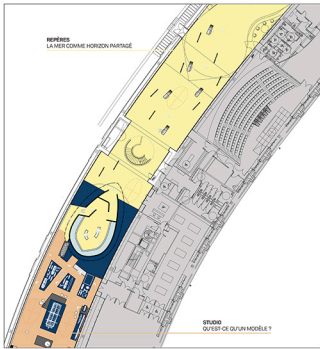 REPÈRES
LA MER COMME HORIZON PARTAGÉ
STUDIO
QU'EST-CE QU'UN MODÈLE ?